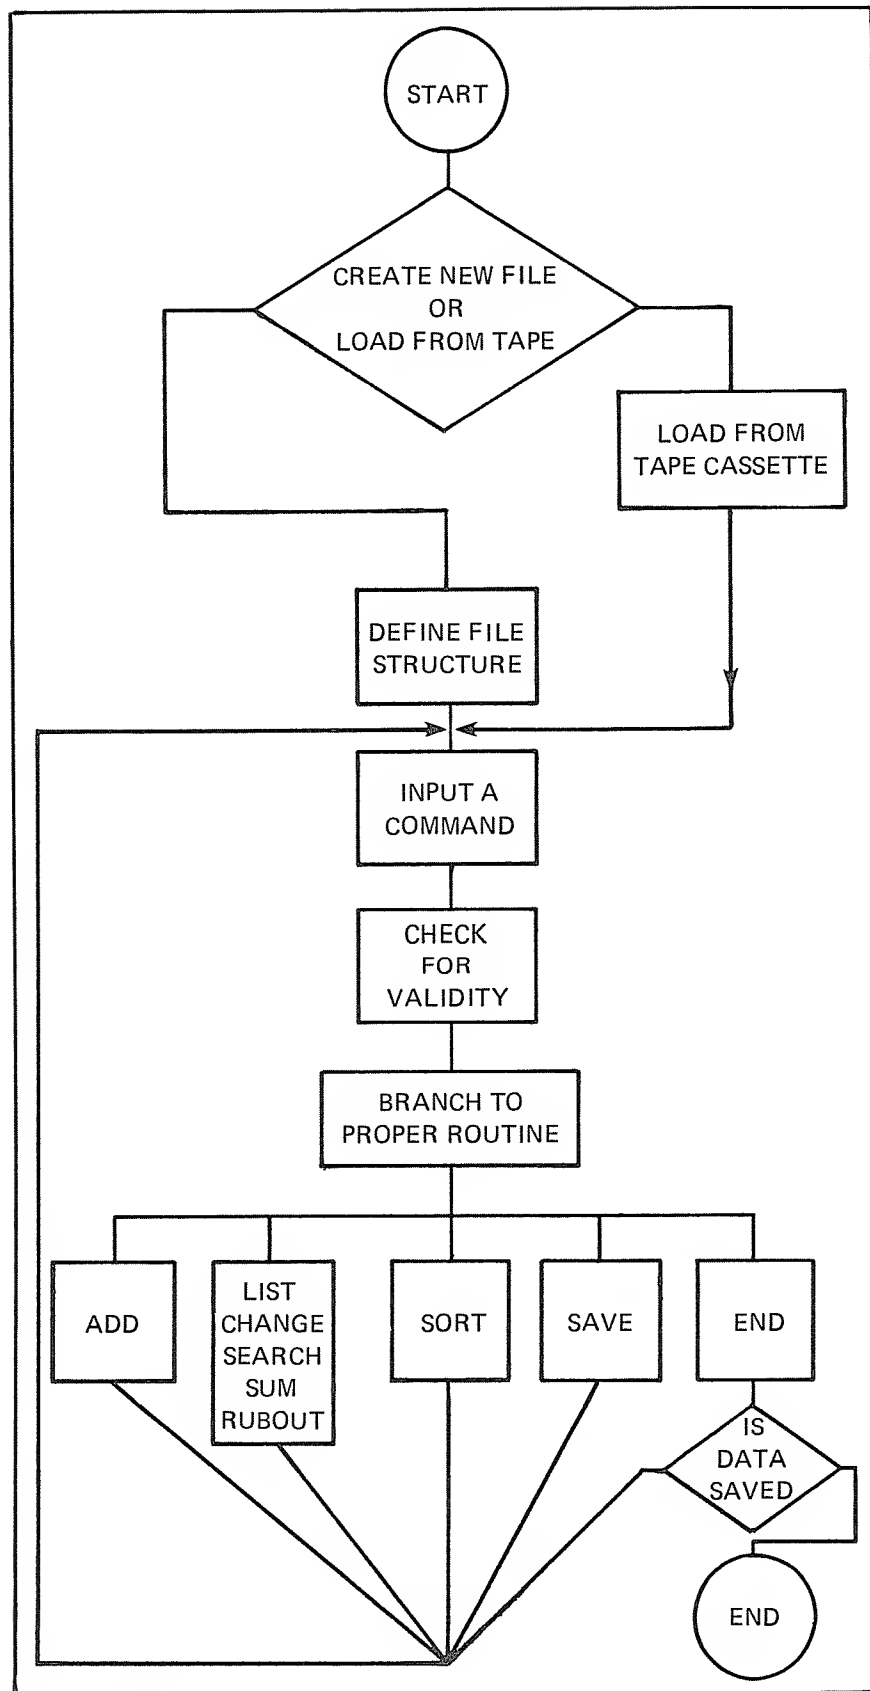 START
CREATE NEW FILE
OR
LOAD FROM TAPE
LOAD FROM
TAPE CASSETTE
DEFINE FILE
STRUCTURE
INPUT A
COMMAND
CHECK
FOR
VALIDITY
BRANCH TO
PROPER ROUTINE
ADD
LIST
CHANGE
SEARCH
SUM
RUBOUT
SORT
SAVE
END
IS
DATA
SAVED
END